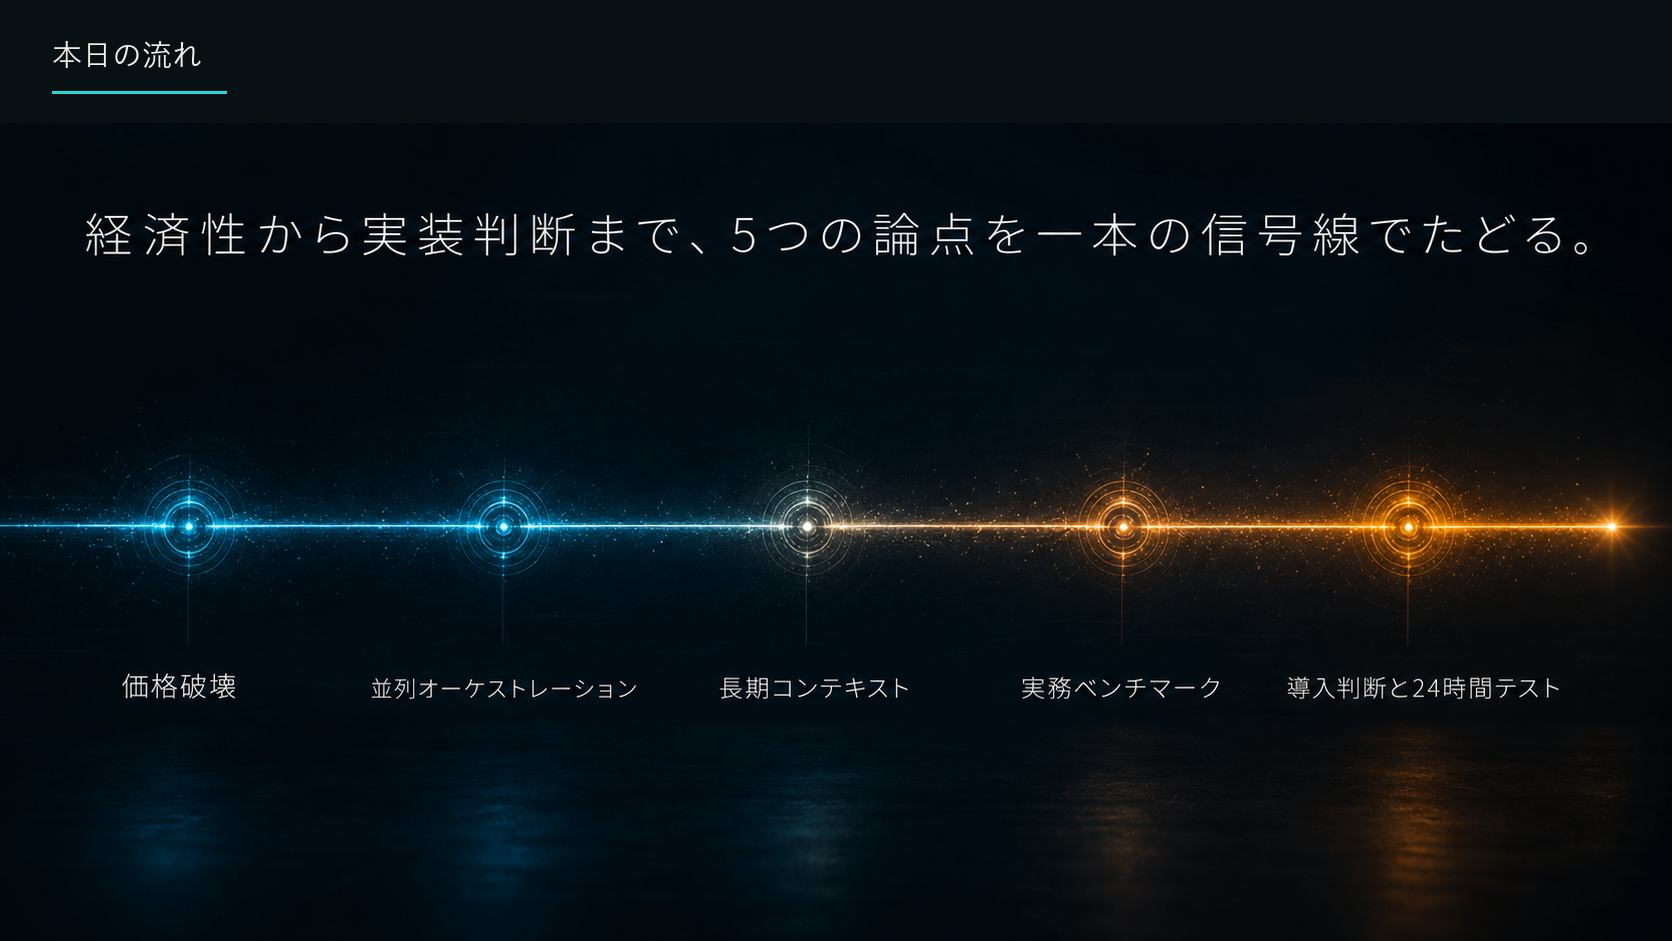 本日の流れ
経済性から実装判断まで、5つの論点を一本の信号線でたどる。
価格破壊
並列オーケストレーション
長期コンテキスト
実務ベンチマーク
導入判断と24時間テスト